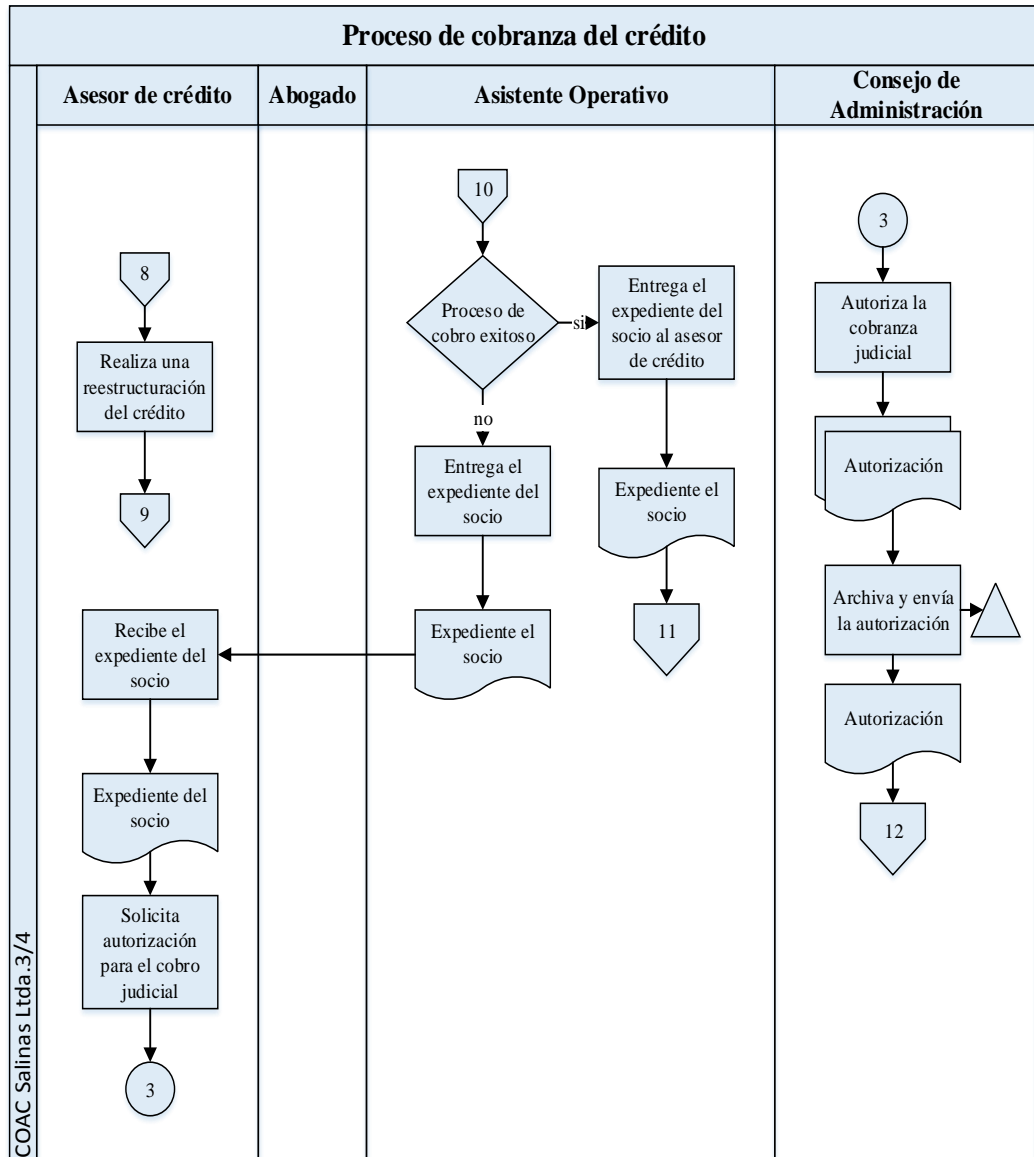 Proceso de cobranza del crédito
COAC Salinas Ltda.3/4
Asesor de crédito
Abogado
Asistente Operativo
Consejo de
Administración
8
Realiza una
reestructuración
del crédito
9
Recibe el
expediente del
socio
Expediente del
socio
Solicita
autorización
para el cobro
judicial
3
10
Proceso de
cobro exitoso
si
no
Entrega el
expediente del
socio
Expediente el
socio
Entrega el
expediente del
socio al asesor
de crédito
Expediente el
socio
11
3
Autoriza la
cobranza
judicial
Autorización
Archiva y envía
la autorización
Autorización
12